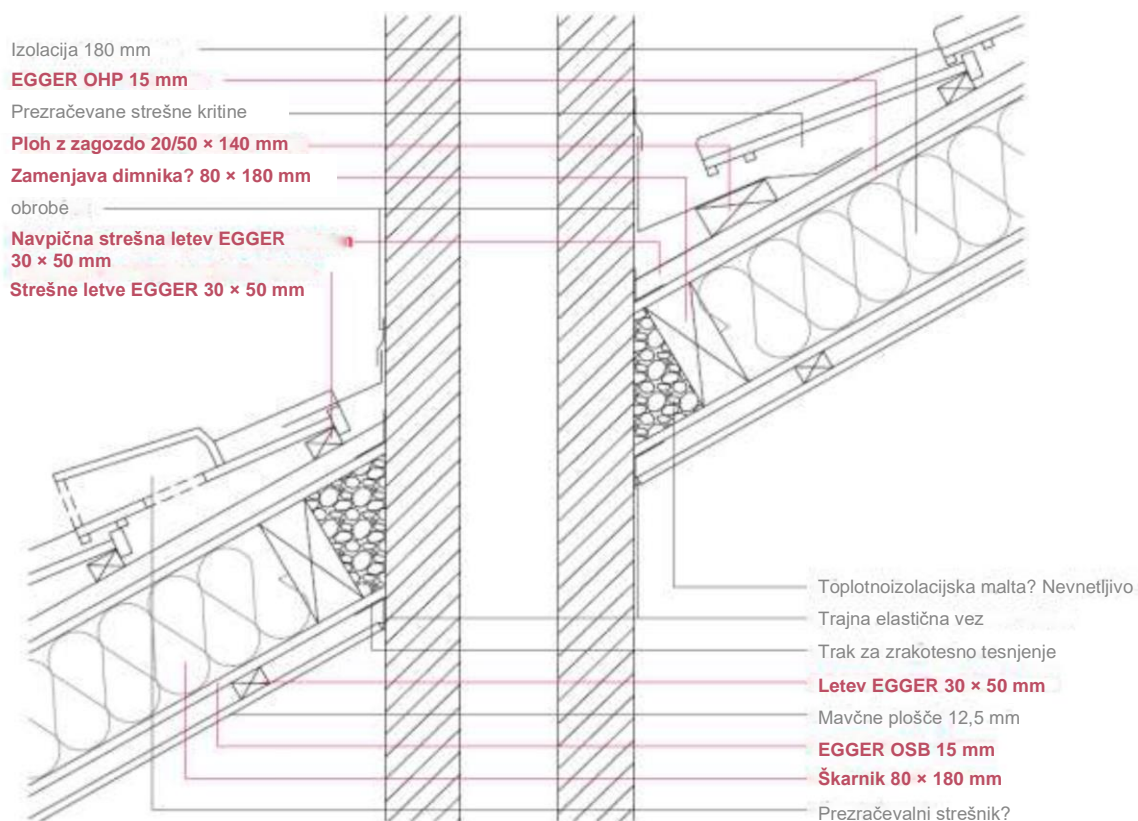 Izolacija 180 mm
EGGER OHP 15 mm
Prezračevane strešne kritine
Ploh z zagozdo 20/50 × 140 mm
Zamenjava dimnika? 80 × 180 mm
obrobe
Navpična strešna letev EGGER
30 × 50 mm
Strešne letve EGGER 30 × 50 mm
Toplotnoizolacijska malta? Nevnetljivo
Trajna elastična vez
Trak za zrakotesno tesnjenje
Letev EGGER 30 × 50 mm
Mavčne plošče 12,5 mm
EGGER OSB 15 mm
Škarnik 80 × 180 mm
Prezračevalni strešnik?